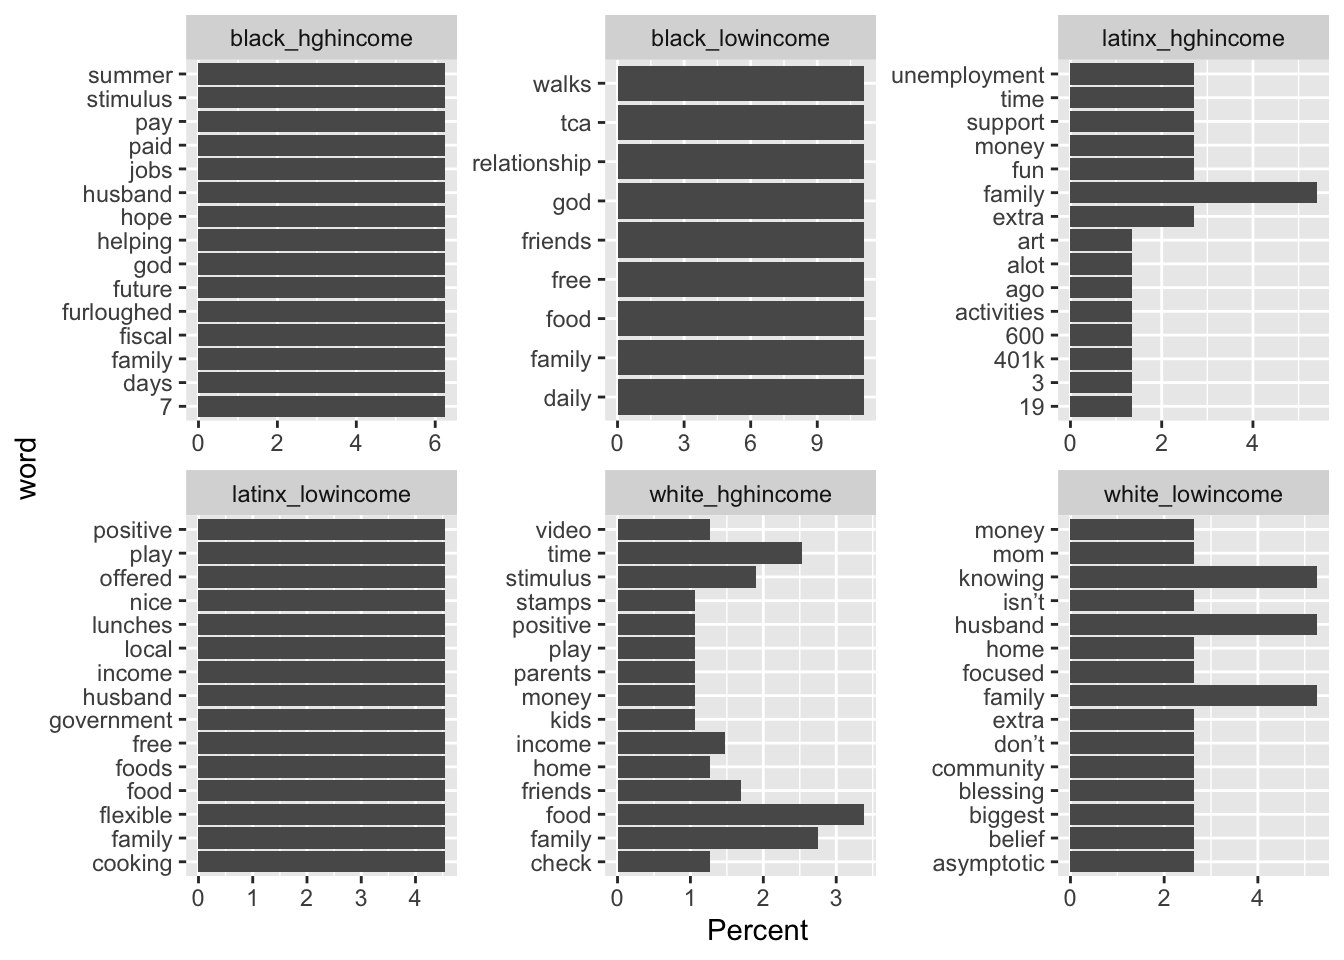 black_hghincome
summer
stimulus
pay
paid
jobs
husband
hope
helping
god
future
furloughed
fiscal
family
days
7
0 2 4 6
black_lowincome
walks
tca
relationship
god
friends
free
food
family
daily
0 3 6 9
latinx_hghincome
unemployment
time
support
money
fun
family
extra
art
alot
ago
activities
600
401k
3
19
0 2 4
word
latinx_lowincome
positive
play
offered
nice
lunches
local
income
husband
government
free
foods
food
flexible
family
cooking
0 1 2 3 4
white_hghincome
video
time
stimulus
stamps
positive
play
parents
money
kids
income
home
friends
food
family
check
0 1 2 3
white_lowincome
money
mom
knowing
isn’t
husband
home
focused
family
extra
don’t
community
blessing
biggest
belief
asymptotic
0 2 4
Percent